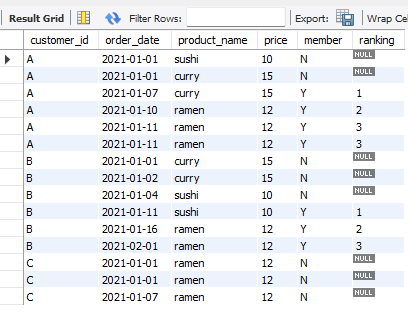 Result Grid Filter Rows: Export: Wrap Cel
customer_id order_date product_name price member ranking
A 2021-01-01 sushi 10 N NULL
A 2021-01-01 curry 15 N NULL
A 2021-01-07 curry 15 Y 1
A 2021-01-10 ramen 12 Y 2
A 2021-01-11 ramen 12 Y 3
A 2021-01-11 ramen 12 Y 3
B 2021-01-01 curry 15 N NULL
B 2021-01-02 curry 15 N NULL
B 2021-01-04 sushi 10 N NULL
B 2021-01-11 sushi 10 Y 1
B 2021-01-16 ramen 12 Y 2
B 2021-02-01 ramen 12 Y 3
C 2021-01-01 ramen 12 N NULL
C 2021-01-01 ramen 12 N NULL
C 2021-01-07 ramen 12 N NULL